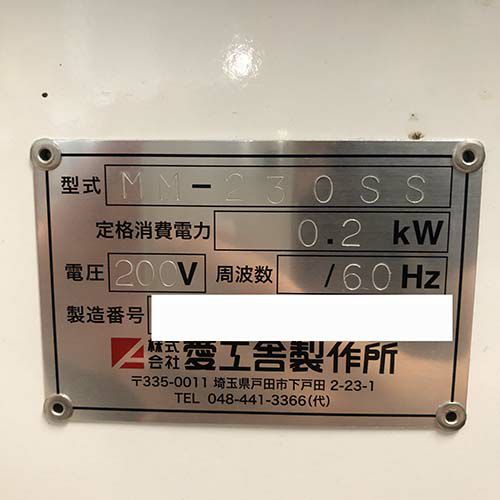 型式 MM-230SS
定格消費電力 0.2 kW
電圧 200V 周波数 /60 Hz
製造番号
株式会社 愛工舎製作所
〒335-0011 埼玉県戸田市下戸田 2-23-1
TEL 048-441-3366(代)